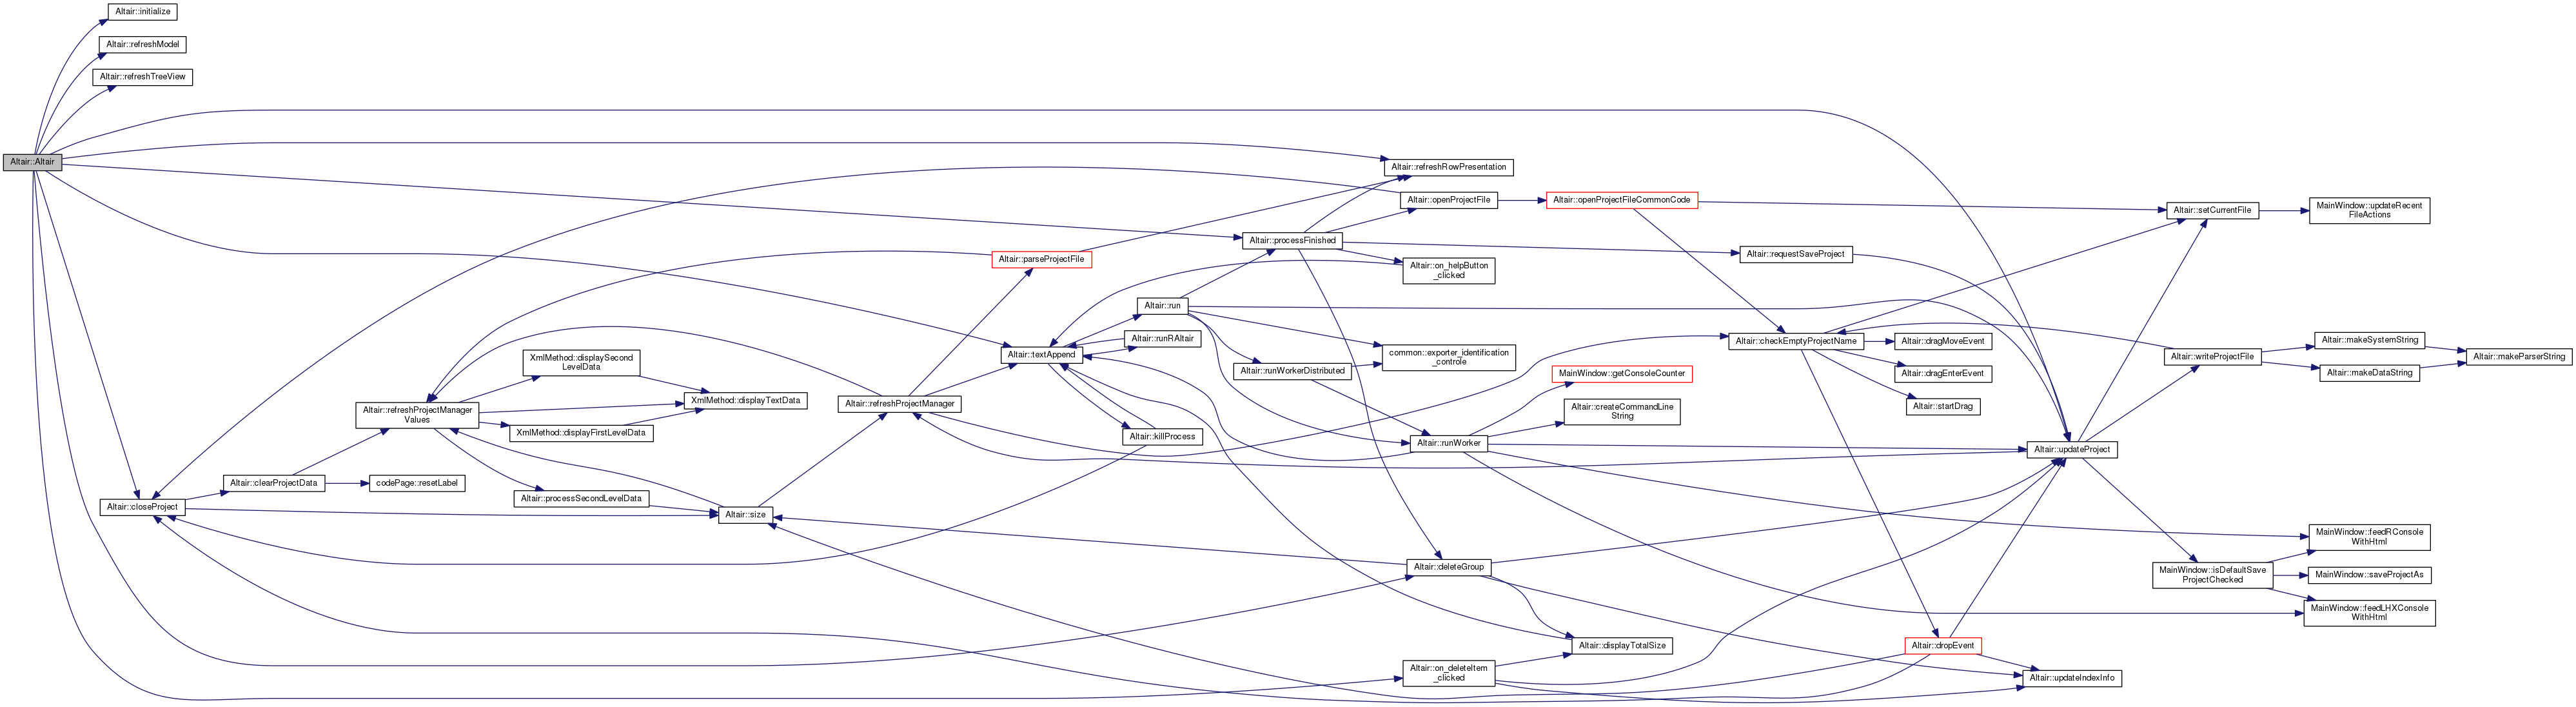 Altair::initialize
Altair::refreshModel
Altair::refreshTreeView
Altair::Altair
Altair::closeProject
Altair::clearProjectData
Altair::refreshProjectManager
Values
codePage::resetLabel
XmlMethod::displaySecond
LevelData
XmlMethod::displayFirstLevelData
Altair::processSecondLevelData
XmlMethod::displayTextData
Altair::size
Altair::refreshProjectManager
Altair::parseProjectFile
Altair::textAppend
Altair::run
Altair::runRAltair
Altair::killProcess
Altair::processFinished
Altair::runWorkerDistributed
Altair::refreshRowPresentation
Altair::openProjectFile
Altair::on_helpButton
_clicked
common::exporter_identification
_controle
Altair::runWorker
Altair::deleteGroup
Altair::on_deleteItem
_clicked
Altair::openProjectFileCommonCode
MainWindow::getConsoleCounter
Altair::createCommandLine
String
Altair::displayTotalSize
Altair::requestSaveProject
Altair::checkEmptyProjectName
Altair::dragMoveEvent
Altair::dragEnterEvent
Altair::startDrag
Altair::dropEvent
Altair::updateProject
Altair::updateIndexInfo
Altair::setCurrentFile
Altair::writeProjectFile
MainWindow::isDefaultSave
ProjectChecked
MainWindow::updateRecent
FileActions
Altair::makeSystemString
Altair::makeDataString
Altair::makeParserString
MainWindow::feedRConsole
WithHtml
MainWindow::saveProjectAs
MainWindow::feedLHXConsole
WithHtml